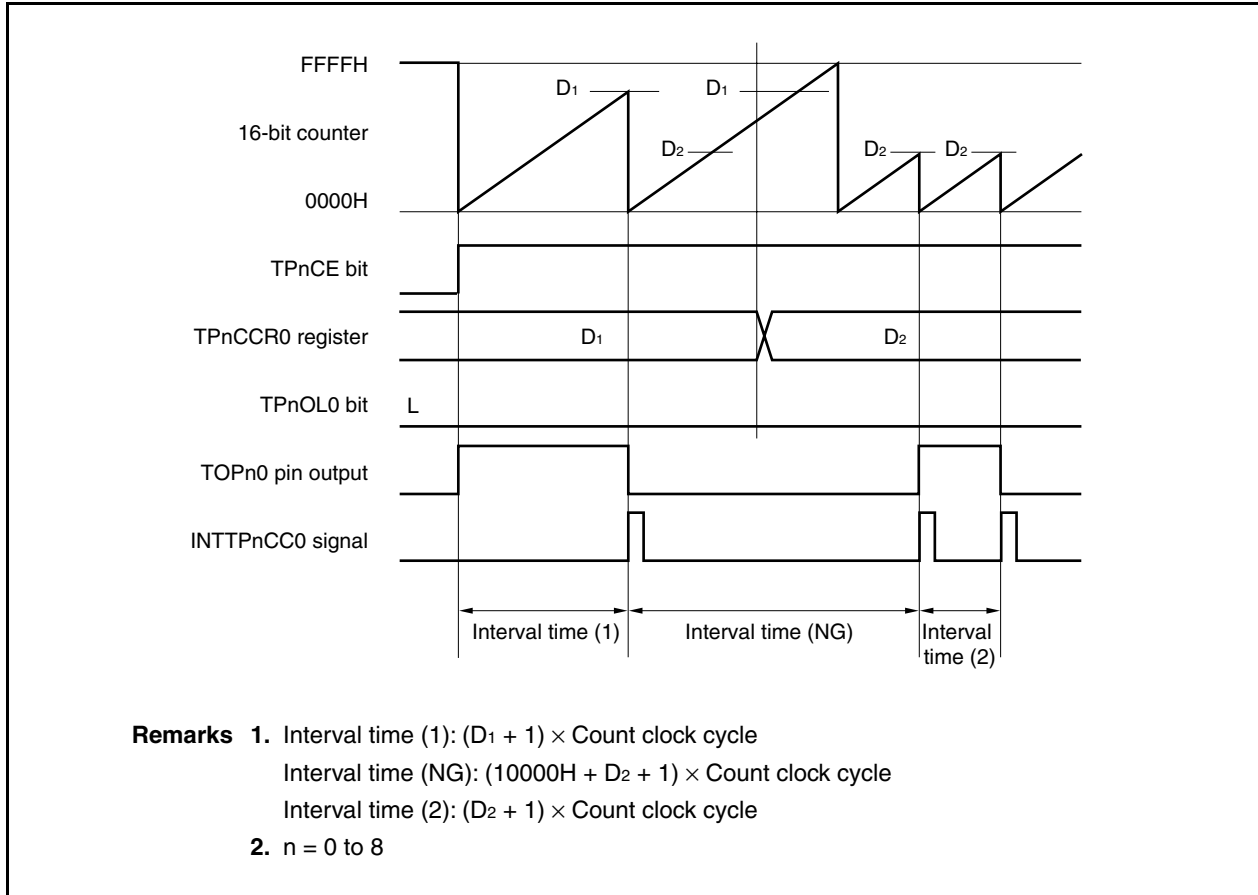 FFFFH
D1
D1
16-bit counter
D2
D2
D2
0000H
TPnCE bit
TPnCCR0 register
D1
D2
TPnOL0 bit
L
TOPn0 pin output
INTTPnCC0 signal
Interval time (1)
Interval time (NG)
Interval
time (2)
Remarks 1. Interval time (1): (D1 + 1) × Count clock cycle
Interval time (NG): (10000H + D2 + 1) × Count clock cycle
Interval time (2): (D2 + 1) × Count clock cycle
2. n = 0 to 8